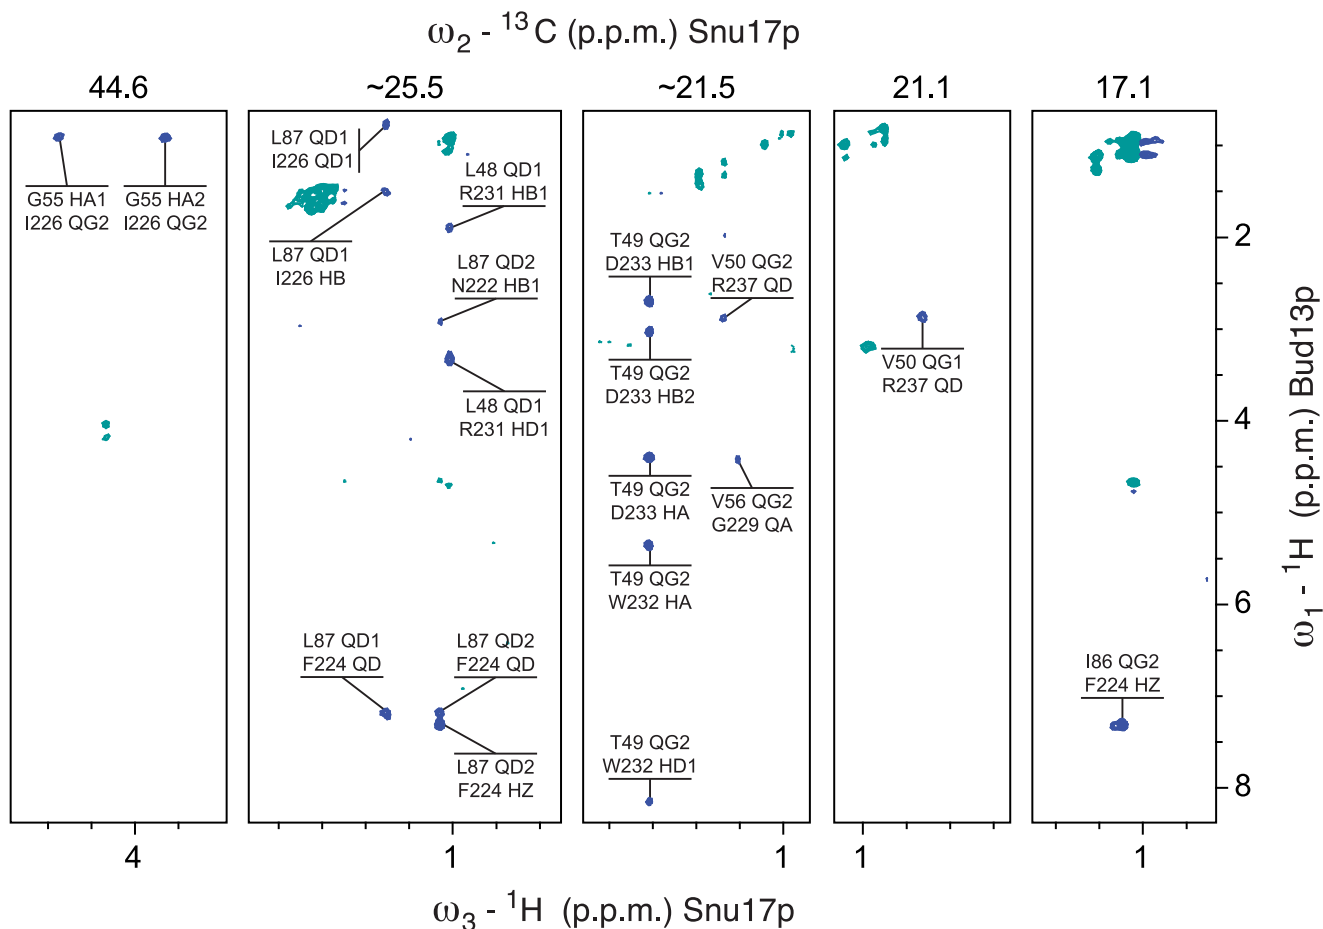 ω2 - 13C (p.p.m.) Snu17p
44.6
~25.5
~21.5
21.1
17.1
G55 HA1
I226 QG2
G55 HA2
I226 QG2
L87 QD1
I226 QD1
L48 QD1
R231 HB1
L87 QD1
I226 HB
L87 QD2
N222 HB1
L48 QD1
R231 HD1
L87 QD1
F224 QD
L87 QD2
F224 QD
L87 QD2
F224 HZ
T49 QG2
D233 HB1
V50 QG2
R237 QD
T49 QG2
D233 HB2
T49 QG2
D233 HA
V56 QG2
G229 QA
T49 QG2
W232 HA
T49 QG2
W232 HD1
V50 QG1
R237 QD
I86 QG2
F224 HZ
2
4
6
8
ω1 - 1H (p.p.m.) Bud13p
4
1
1
1
1
ω3 - 1H (p.p.m.) Snu17p